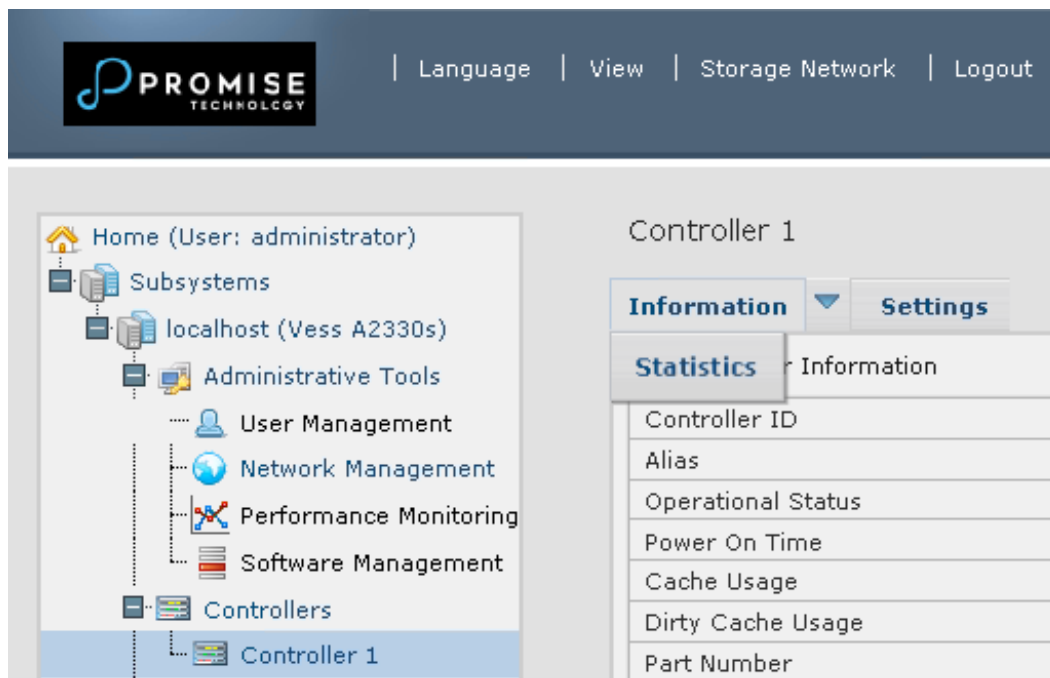 PROMISE
TECHNOLOGY
| Language | View | Storage Network | Logout
Home (User: administrator)
Subsystems
localhost (Vess A2330s)
Administrative Tools
User Management
Network Management
Performance Monitoring
Software Management
Controllers
Controller 1
Controller 1
Information Settings
Statistics r Information
Controller ID
Alias
Operational Status
Power On Time
Cache Usage
Dirty Cache Usage
Part Number